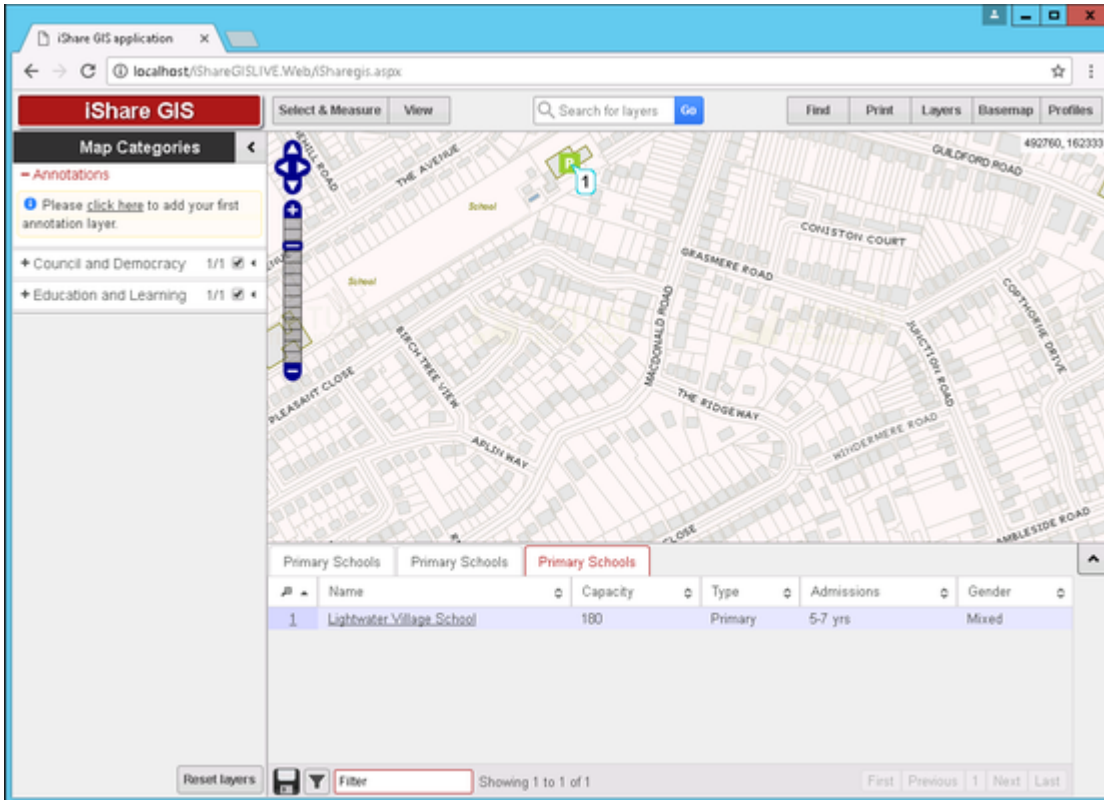 iShare GIS application
localhost/iShareGISLIVE.Web/iSharegis.aspx
iShare GIS
Select & Measure View
Search for layers Go
Find Print Layers Basemap Profiles
Map Categories
492760, 162333
Annotations
Please click here to add your first
annotation layer.
Council and Democracy 1/1
Education and Learning 1/1
THE AVENUE
P
1
GUILDFORD ROAD
School
CONISTON COURT
GRASMERE ROAD
School
COPTHORNE DRIVE
BIRCH TREE VIEW
MACDONALD ROAD
JUNCTION ROAD
PLEASANT CLOSE
THE RIDGEWAY
WINDERMERE ROAD
APLIN WAY
CLOSE
AMBLESIDE ROAD
Primary Schools Primary Schools Primary Schools
Name Capacity Type Admissions Gender
1 Lightwater Village School 180 Primary 5-7 yrs Mixed
Reset layers
Filter
Showing 1 to 1 of 1
First Previous 1 Next Last